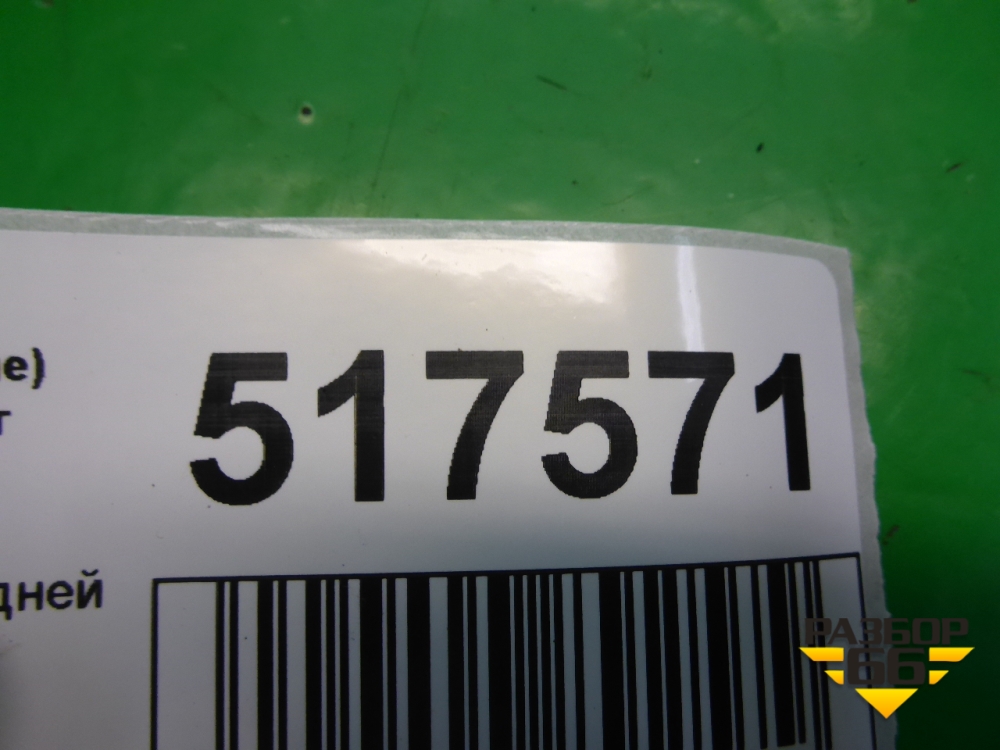 е)
517571
т
дней
РАЗБОР
66